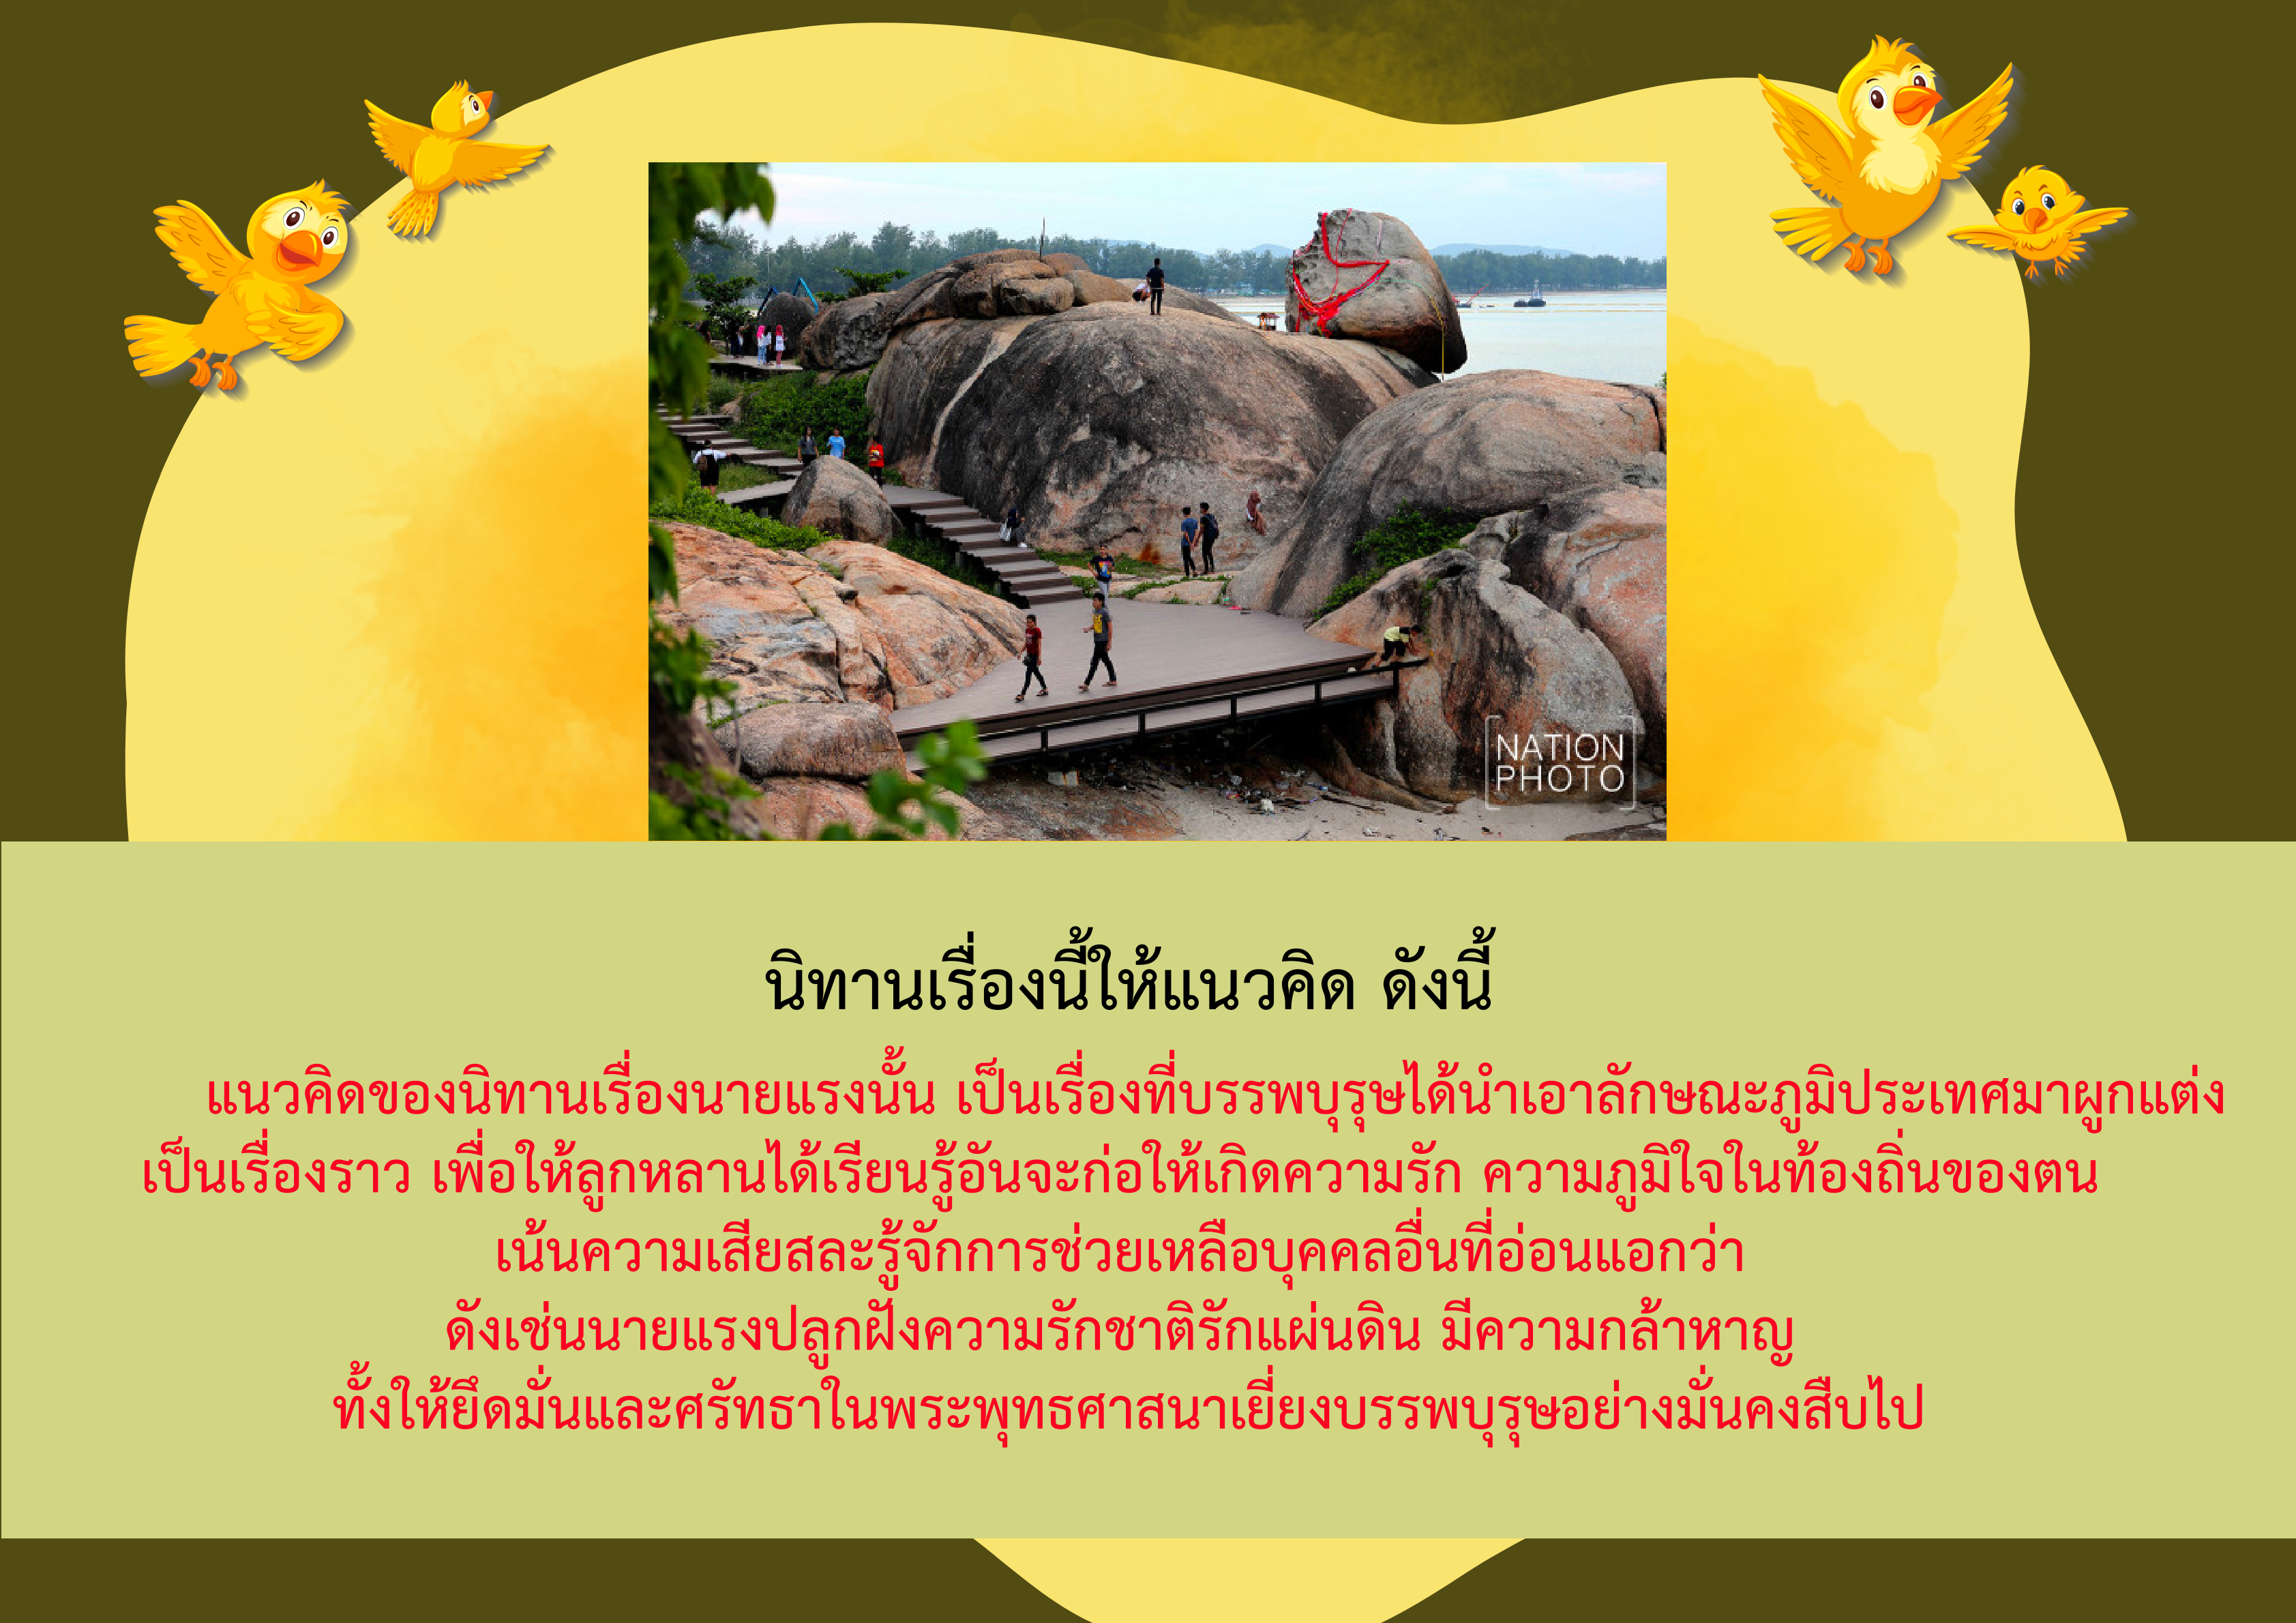 NATION
PHOTO
นิทานเรื่องนี้ให้แนวคิด ดังนี้
แนวคิดของนิทานเรื่องนายแรงนั้น เป็นเรื่องที่บรรพบุรุษได้นำเอาลักษณะภูมิประเทศมาผูกแต่ง
เป็นเรื่องราว เพื่อให้ลูกหลานได้เรียนรู้อันจะก่อให้เกิดความรัก ความภูมิใจในท้องถิ่นของตน
เน้นความเสียสละรู้จักการช่วยเหลือบุคคลอื่นที่อ่อนแอกว่า
ดังเช่นนายแรงปลูกฝังความรักชาติรักแผ่นดิน มีความกล้าหาญ
ทั้งให้ยึดมั่นและศรัทธาในพระพุทธศาสนาเยี่ยงบรรพบุรุษอย่างมั่นคงสืบไป